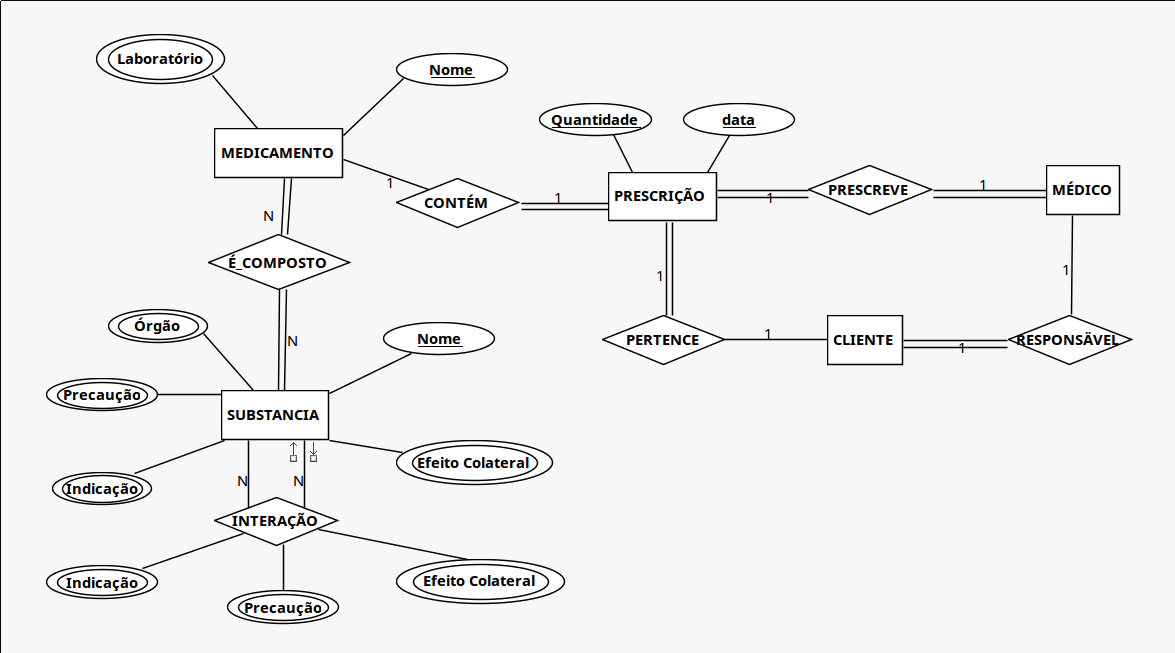 Laboratório
Nome
MEDICAMENTO
Quantidade
data
1
CONTÉM
1
PRESCRIÇÃO
1
PRESCREVE
1
MÉDICO
N
É_COMPOSTO
1
1
N
Órgão
Nome
PERTENCE
1
CLIENTE
1
RESPONSÄVEL
Precaução
SUBSTANCIA
Indicação
Efeito Colateral
N
N
INTERAÇÃO
Indicação
Precaução
Efeito Colateral